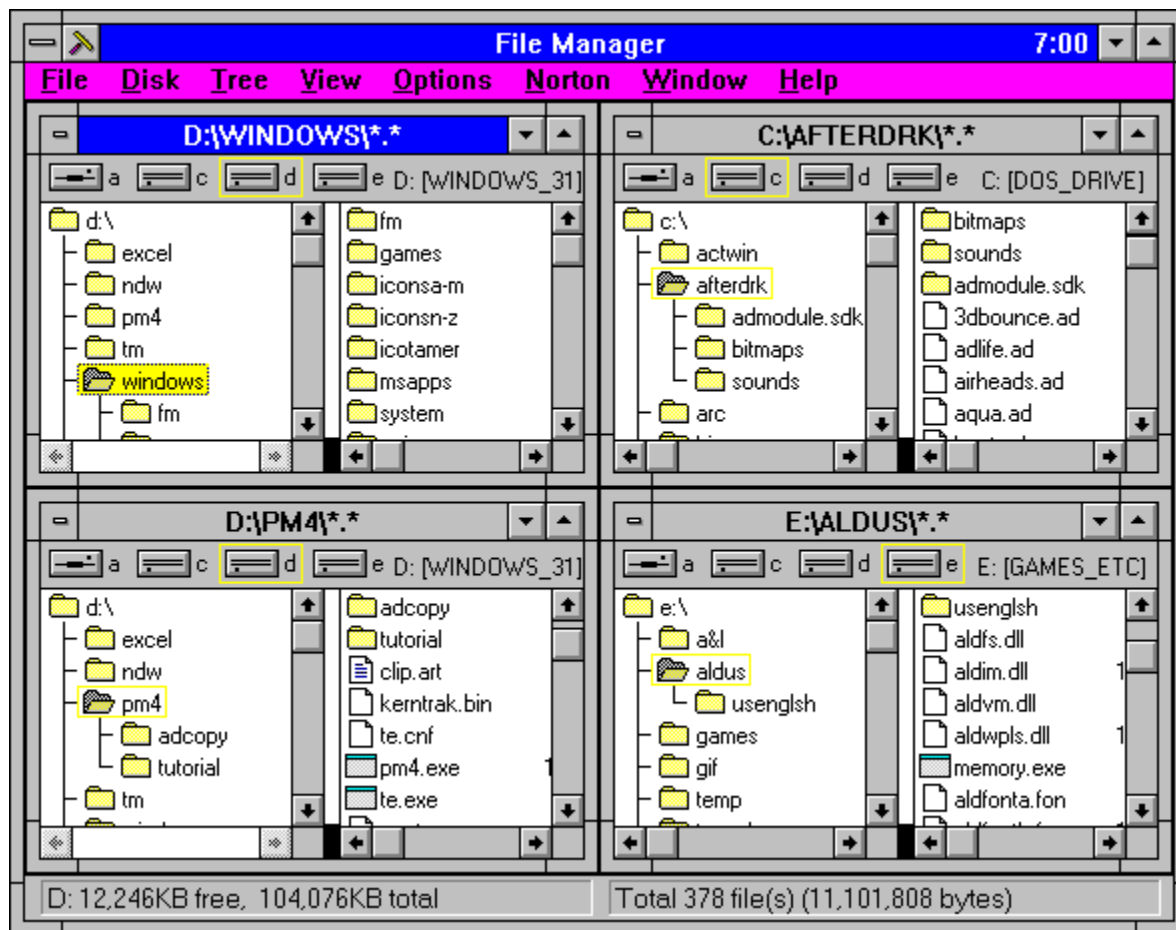 File Manager 7:00
File Disk Tree View Options Norton Window Help
D:\WINDOWS\*.*
a c d e D: [WINDOWS_31]
d:\
excel
ndw
pm4
tm
windows
fm
fm
games
iconsa-m
iconsn-z
icotamer
msapps
system
C:\AFTERDRK\*.*
a c d e C: [DOS_DRIVE]
c:\
actwin
afterdrk
admodule.sdk
bitmaps
sounds
arc
bitmaps
sounds
admodule.sdk
3dbounce.ad
adlife.ad
airheads.ad
aqua.ad
D:\PM4\*.*
a c d e D: [WINDOWS_31]
d:\
excel
ndw
pm4
adcopy
tutorial
tm
adcopy
tutorial
clip.art
kerntrak.bin
te.cnf
pm4.exe 1
te.exe
E:\ALDUS\*.*
a c d e E: [GAMES_ETC]
e:\
a&l
aldus
usenglsh
games
gif
temp
usenglsh
aldfs.dll
aldim.dll 1
aldvm.dll
aldwpls.dll 1
memory.exe
aldfonta.fon
D: 12,246KB free, 104,076KB total
Total 378 file(s) (11,101,808 bytes)